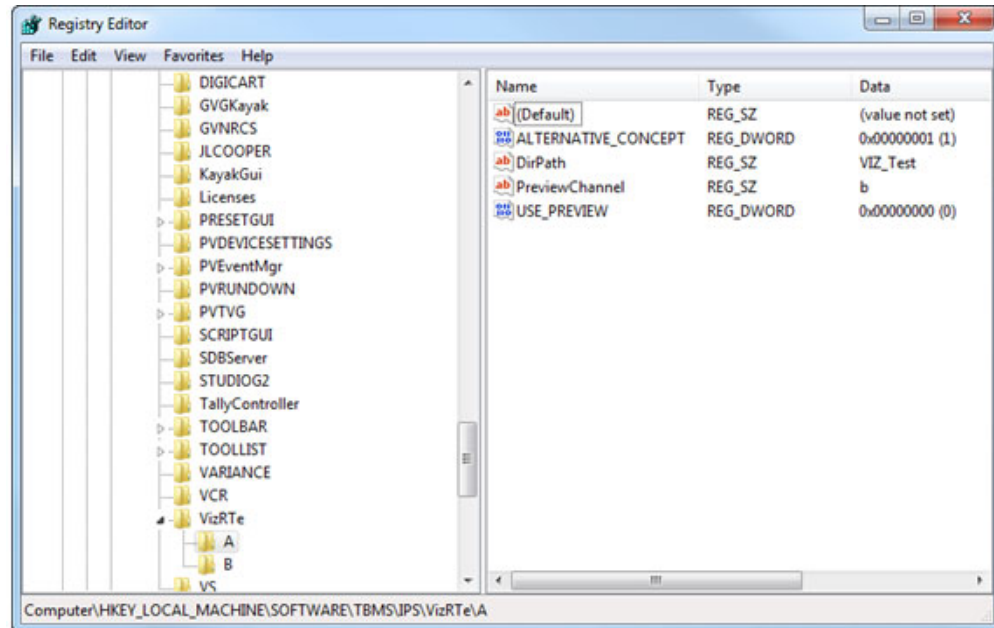 Registry Editor
File Edit View Favorites Help
DIGICART
GVGKayak
GVNRCS
JLCOOPER
KayakGui
Licenses
PRESETGUI
PVDEVICESETTINGS
PVEventMgr
PVRUNDOWN
PVTVG
SCRIPTGUI
SDBServer
STUDIOG2
TallyController
TOOLBAR
TOOLLIST
VARIANCE
VCR
VizRTe
A
B
VS
Name Type Data
(Default) REG_SZ (value not set)
ALTERNATIVE_CONCEPT REG_DWORD 0x00000001 (1)
DirPath REG_SZ VIZ_Test
PreviewChannel REG_SZ b
USE_PREVIEW REG_DWORD 0x00000000 (0)
Computer\HKEY_LOCAL_MACHINE\SOFTWARE\TBMS\IPS\VizRTe\A